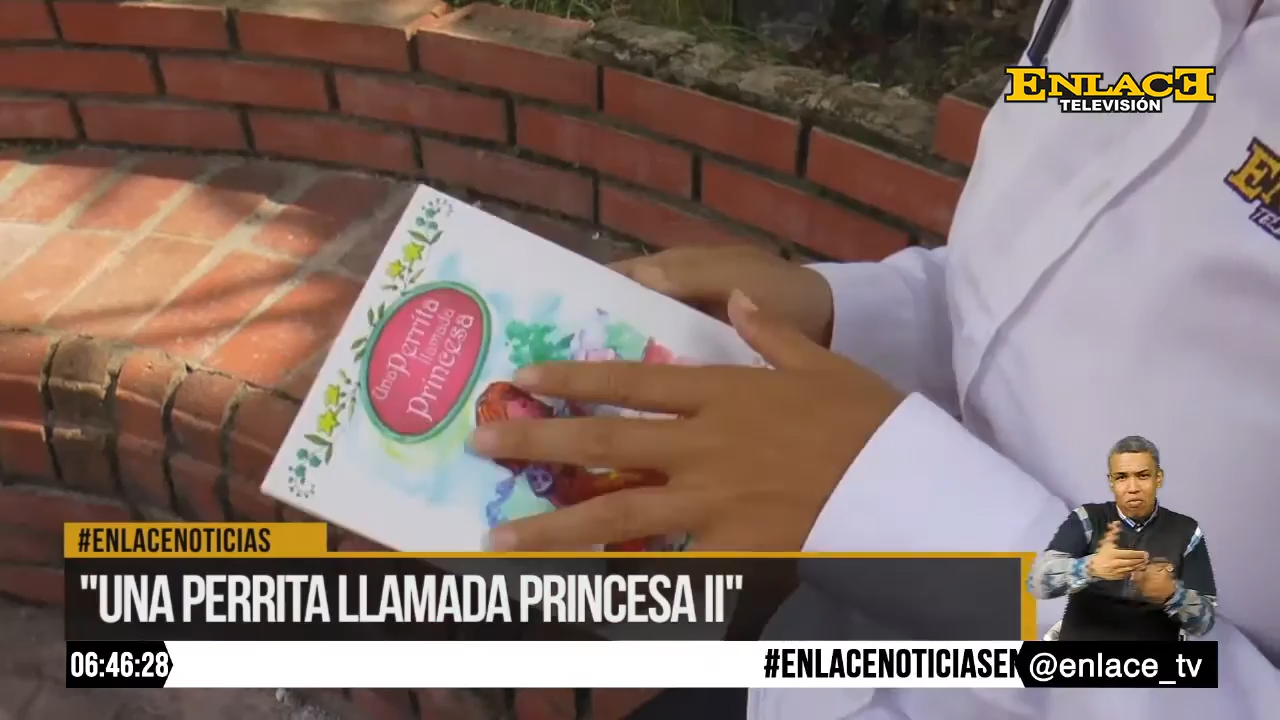 ENLACE
TELEVISIÓN
Una
Perrita
llamada
Princesa
#ENLACENOTICIAS
"UNA PERRITA LLAMADA PRINCESA II"
06:46:28
#ENLACENOTICIASEN
@enlace_tv